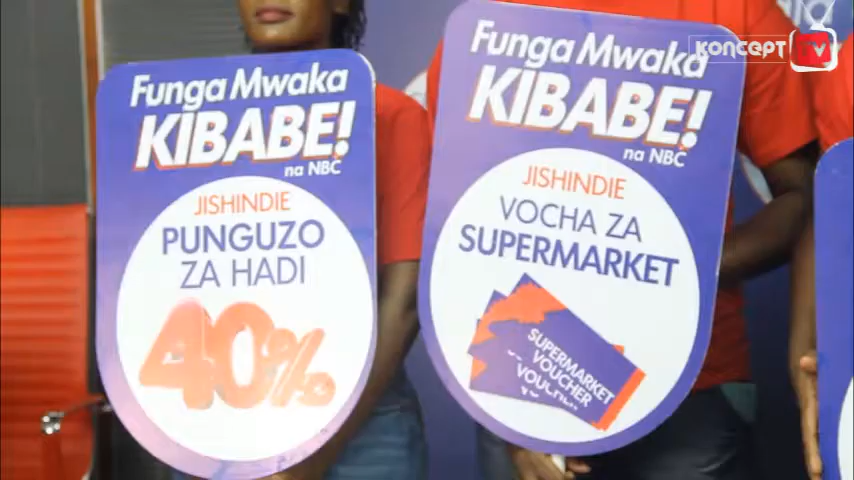 KONCEPT TV
Funga Mwaka
KIBABE!
na NBC
JISHINDIE
PUNGUZO
ZA HADI
40%
Funga Mwaka
KIBABE!
na NBC
JISHINDIE
VOCHA ZA
SUPERMARKET
SUPERMARKET
VOUCHER